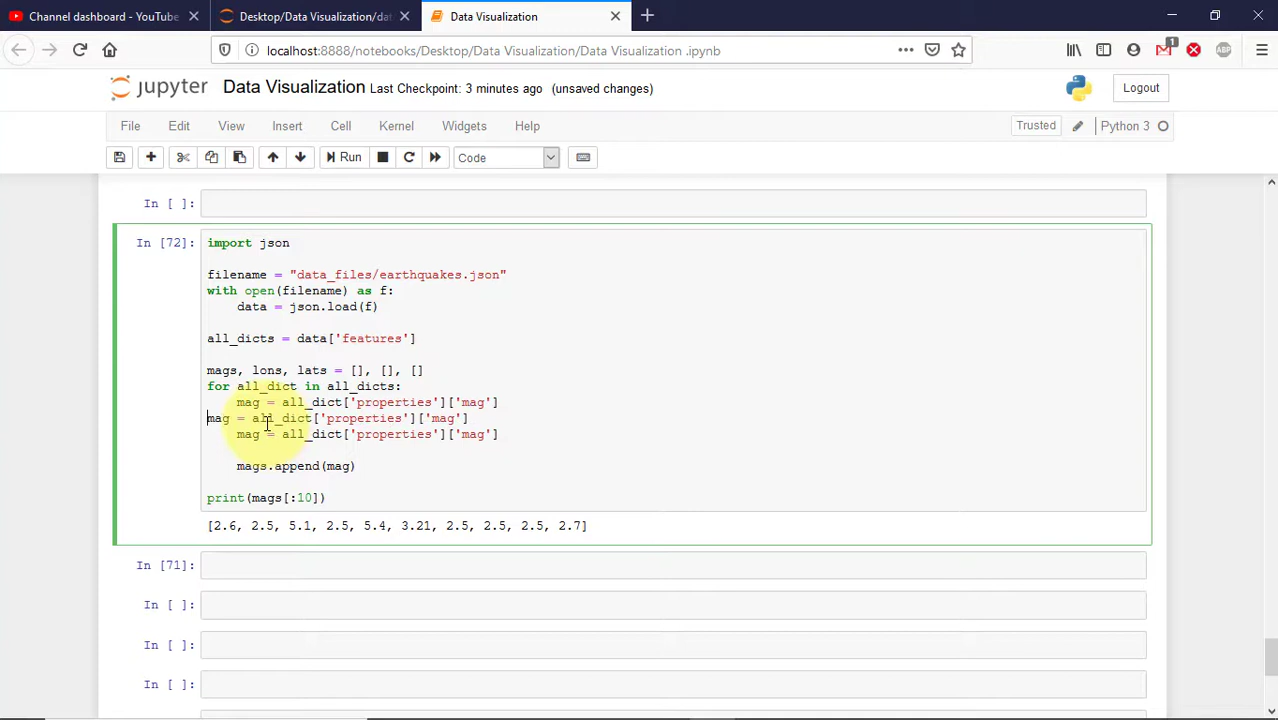 Channel dashboard - YouTube
Desktop/Data Visualization/dat
Data Visualization
localhost:8888/notebooks/Desktop/Data Visualization/Data Visualization .ipynb
1
ABP
jupyter Data Visualization Last Checkpoint: 3 minutes ago (unsaved changes)
Logout
File Edit View Insert Cell Kernel Widgets Help
Trusted
Python 3
Run
Code
In [ ]:
In [72]:
import json
filename = "data_files/earthquakes.json"
with open(filename) as f:
data = json.load(f)
all_dicts = data['features']
mags, lons, lats = [], [], []
for all_dict in all_dicts:
mag = all_dict['properties']['mag']
mag = all_dict['properties']['mag']
mag = all_dict['properties']['mag']
mags.append(mag)
print(mags[:10])
[2.6, 2.5, 5.1, 2.5, 5.4, 3.21, 2.5, 2.5, 2.5, 2.7]
In [71]:
In [ ]:
In [ ]:
In [ ]: